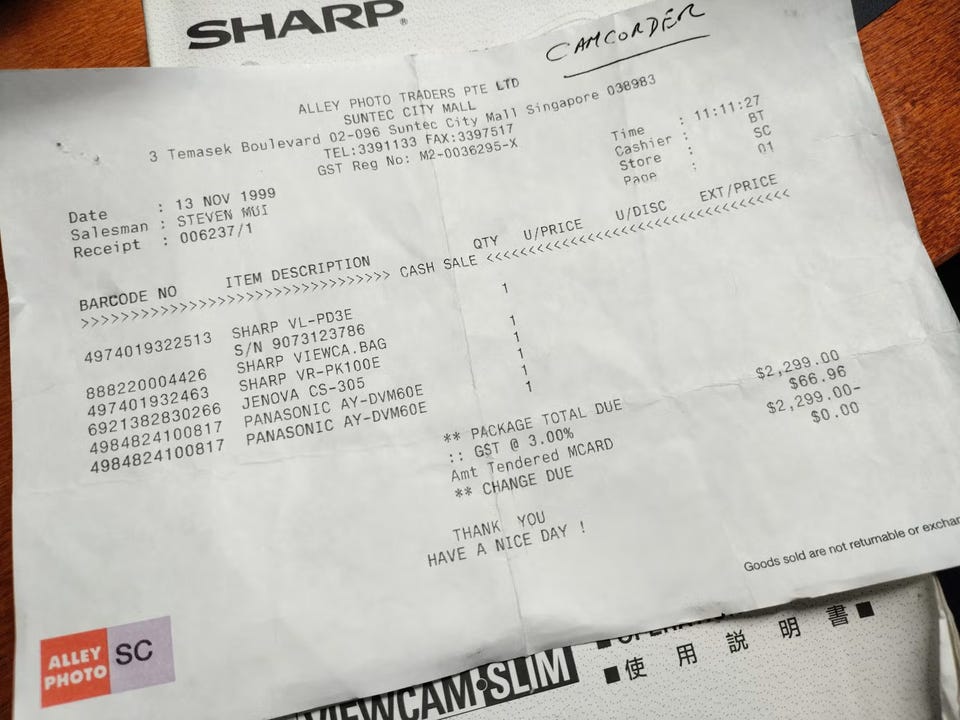 SHARP®
CAMCORDER
ALLEY PHOTO TRADERS PTE LTD
SUNTEC CITY MALL
3 Temasek Boulevard 02-096 Suntec City Mall Singapore 038983
TEL:3391133 FAX:3397517
GST Reg No: M2-0036295-X
Date : 13 NOV 1999
Salesman : STEVEN MUI
Receipt : 006237/1
Time : 11:11:27
Cashier : BT
Store : SC
Page : 01
BARCODE NO ITEM DESCRIPTION QTY U/PRICE U/DISC EXT/PRICE
>>>>>>>>>>>>>>>>>>>>>>>>>>>>>>>>>> CASH SALE <<<<<<<<<<<<<<<<<<<<<<<<<<<<<<<<<<
4974019322513 SHARP VL-PD3E 1
S/N 9073123786
888220004426 SHARP VIEWCA.BAG 1
497401932463 SHARP VR-PK100E 1
6921382830266 JENOVA CS-305 1
4984824100817 PANASONIC AY-DVM60E 1
4984824100817 PANASONIC AY-DVM60E 1
** PACKAGE TOTAL DUE $2,299.00
:: GST @ 3.00% $66.96
Amt Tendered MCARD $2,299.00-
** CHANGE DUE $0.00
THANK YOU
HAVE A NICE DAY !
Goods sold are not returnable or
ALLEY PHOTO SC
VIEWCAM•SLIM
■使用説明書■